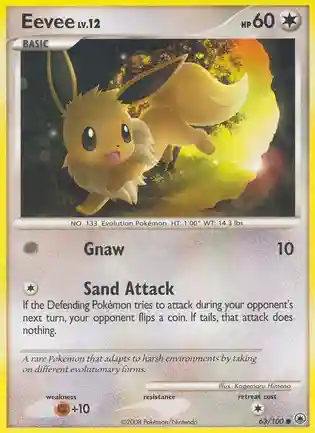 Eevee LV.12 HP 60
BASIC
NO. 133 Evolution Pokémon HT: 1'00" WT: 14.3 lbs
Gnaw 10
Sand Attack
If the Defending Pokémon tries to attack during your opponent's
next turn, your opponent flips a coin. If tails, that attack does
nothing.
A rare Pokémon that adapts to harsh environments by taking
on different evolutionary forms.
Illus. Kagemaru Himeno
weakness resistance retreat cost
+10
©2008 Pokémon/Nintendo
63/100